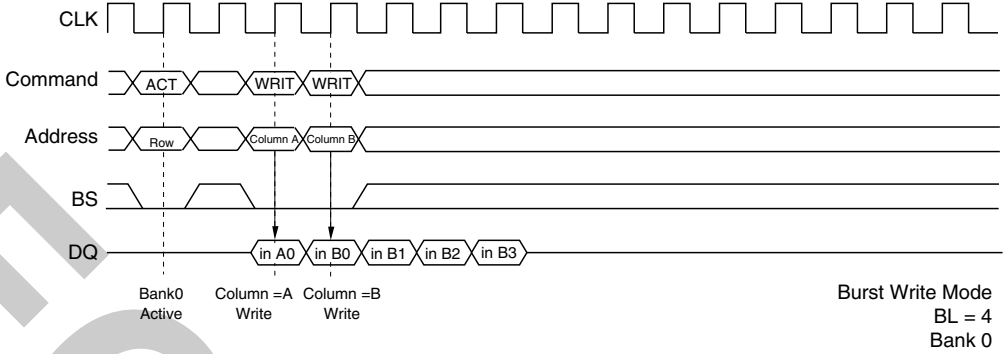 CLK
Command ACT WRIT WRIT
Address Row Column A Column B
BS
DQ in A0 in B0 in B1 in B2 in B3
Bank0 Column =A Column =B
Active Write Write
Burst Write Mode
BL = 4
Bank 0